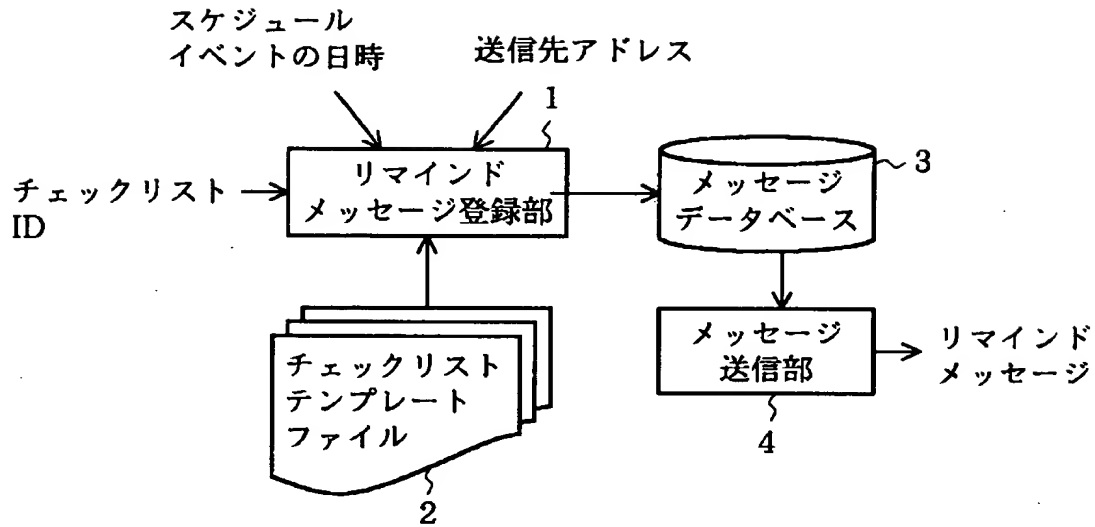 スケジュール
イベントの日時
送信先アドレス
1
リマインド
メッセージ登録部
チェックリスト
ID
メッセージ
データベース
3
チェックリスト
テンプレート
ファイル
2
メッセージ
送信部
4
リマインド
メッセージ